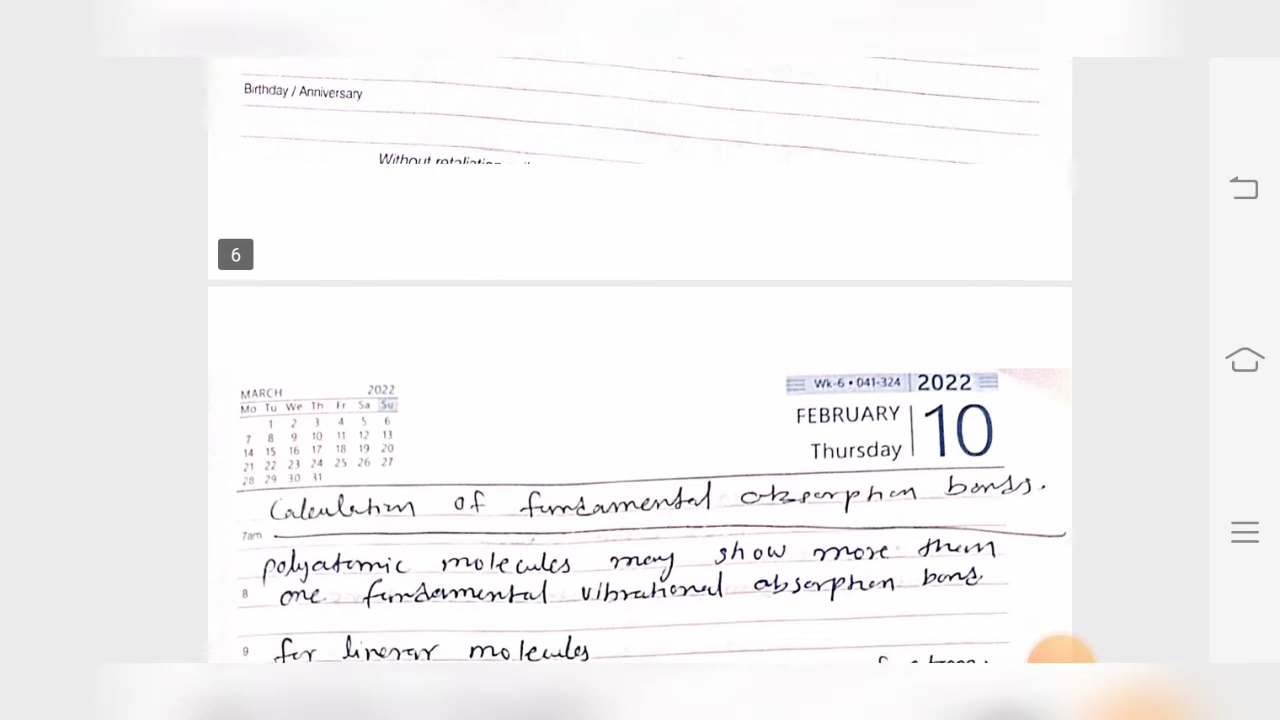 Birthday / Anniversary
Without retaliation
6
MARCH 2022
Mo Tu We Th Fr Sa Su
1 2 3 4 5 6
7 8 9 10 11 12 13
14 15 16 17 18 19 20
21 22 23 24 25 26 27
28 29 30 31
Wk-6 • 041-324 2022
FEBRUARY 10
Thursday
Calculation of fundamental absorption bands.
7am
polyatomic molecules may show more than
8 one fundamental vibrational absorption band
9 for linear molecules